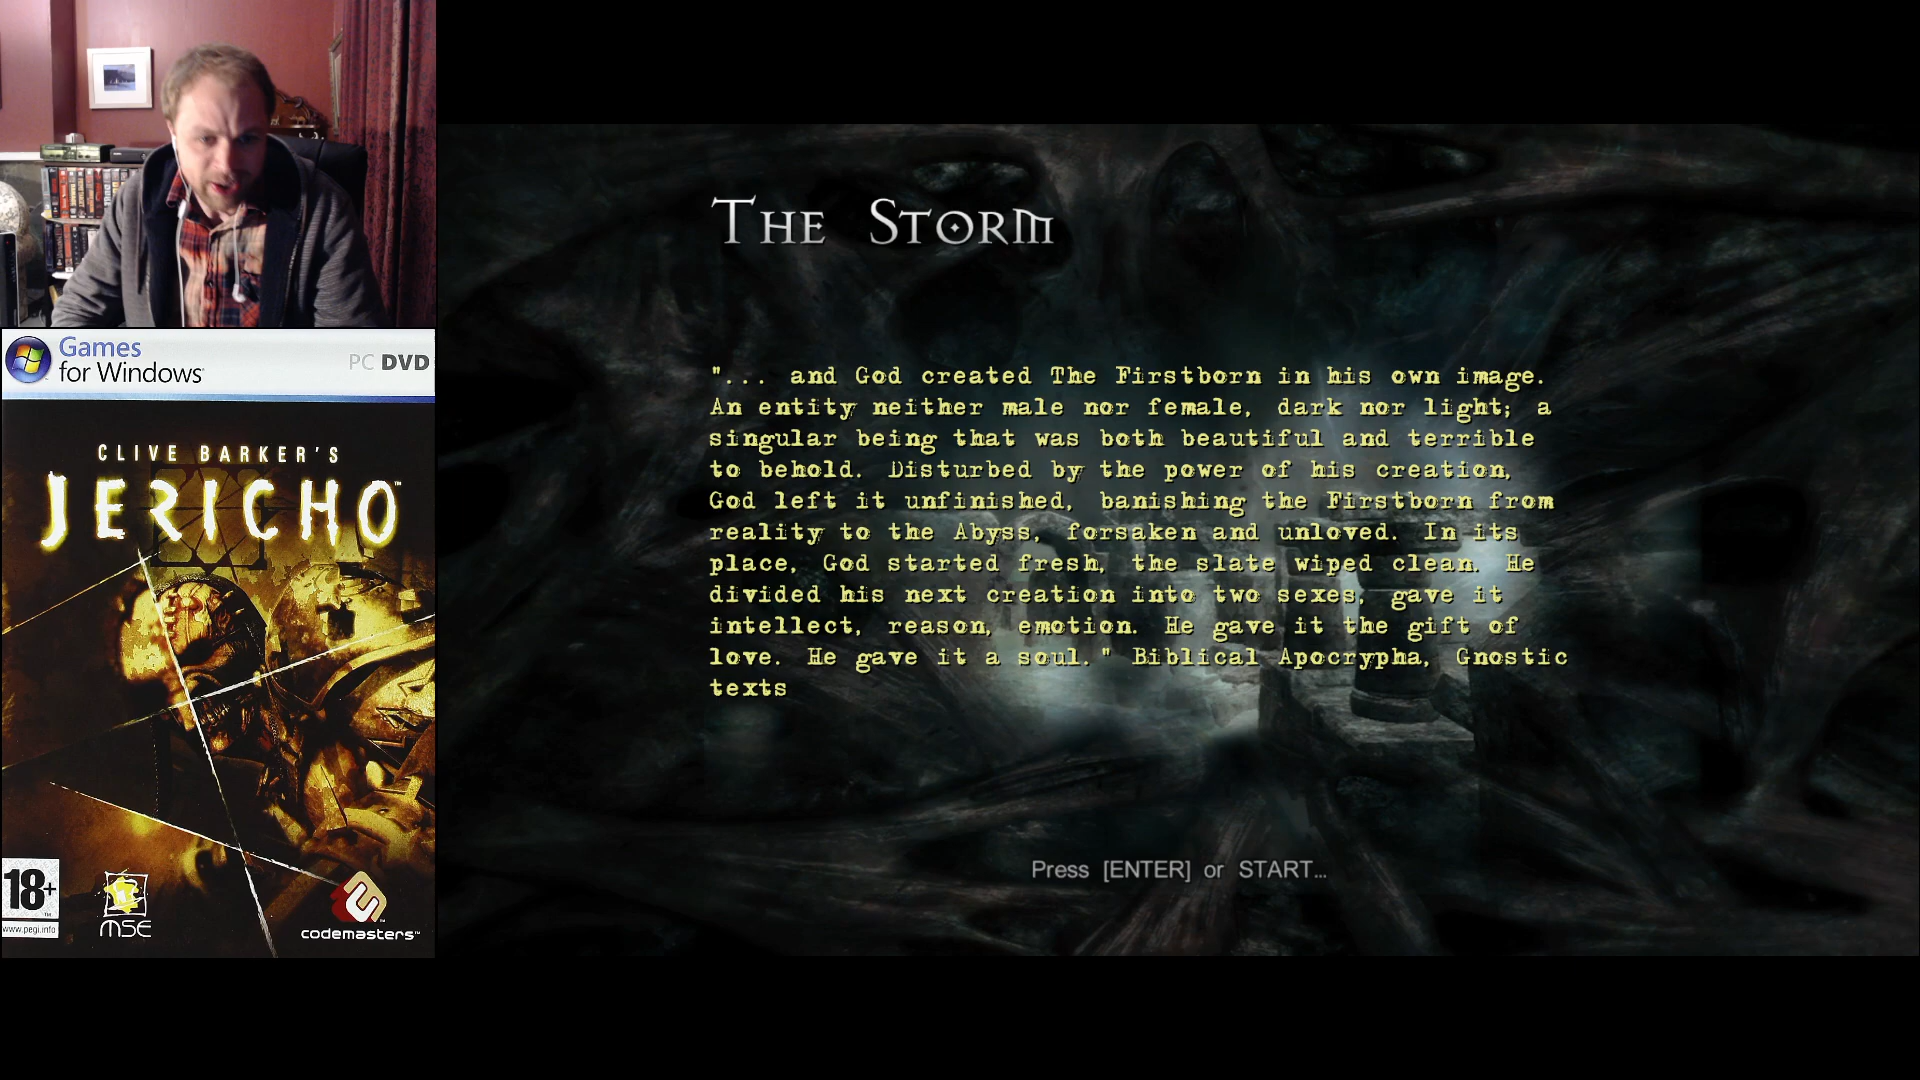 Games
for Windows
PC DVD
CLIVE BARKER'S
JERICHO™
18+
www.pegi.info
MSE
codemasters™
THE STORM
"... and God created The Firstborn in his own image.
An entity neither male nor female, dark nor light; a
singular being that was both beautiful and terrible
to behold. Disturbed by the power of his creation,
God left it unfinished, banishing the Firstborn from
reality to the Abyss, forsaken and unloved. In its
place, God started fresh, the slate wiped clean. He
divided his next creation into two sexes, gave it
intellect, reason, emotion. He gave it the gift of
love. He gave it a soul." Biblical Apocrypha, Gnostic
texts
Press [ENTER] or START...